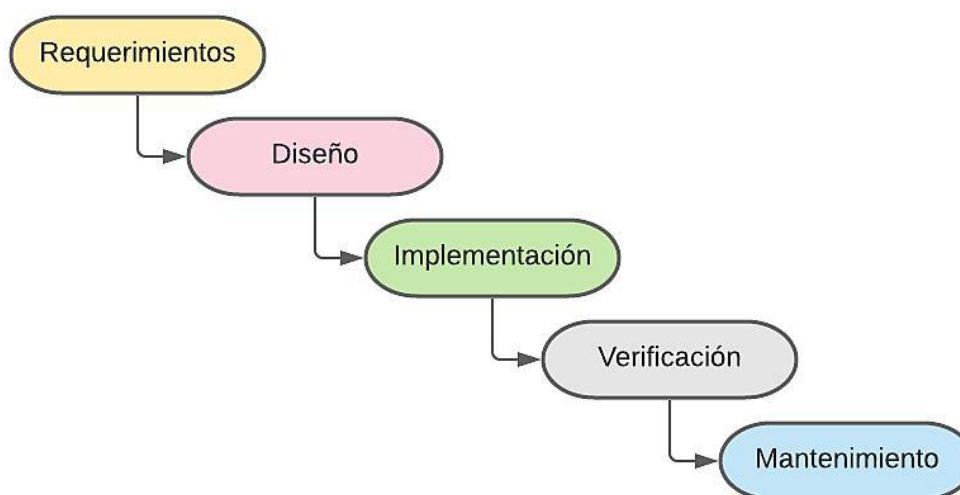 Requerimientos
Diseño
Implementación
Verificación
Mantenimiento